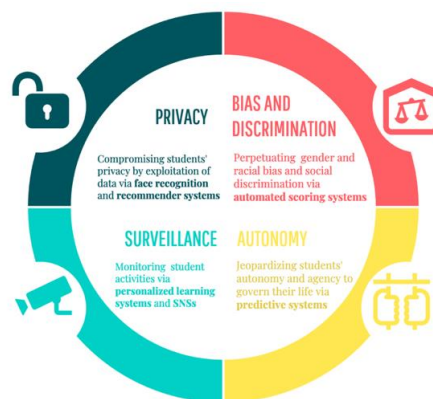 PRIVACY
Compromising students'
privacy by exploitation of
data via face recognition
and recommender systems
BIAS AND
DISCRIMINATION
Perpetuating gender and
racial bias and social
discrimination via
automated scoring systems
SURVEILLANCE
Monitoring student
activities via
personalized learning
systems and SNSs
AUTONOMY
Jeopardizing students'
autonomy and agency to
govern their life via
predictive systems